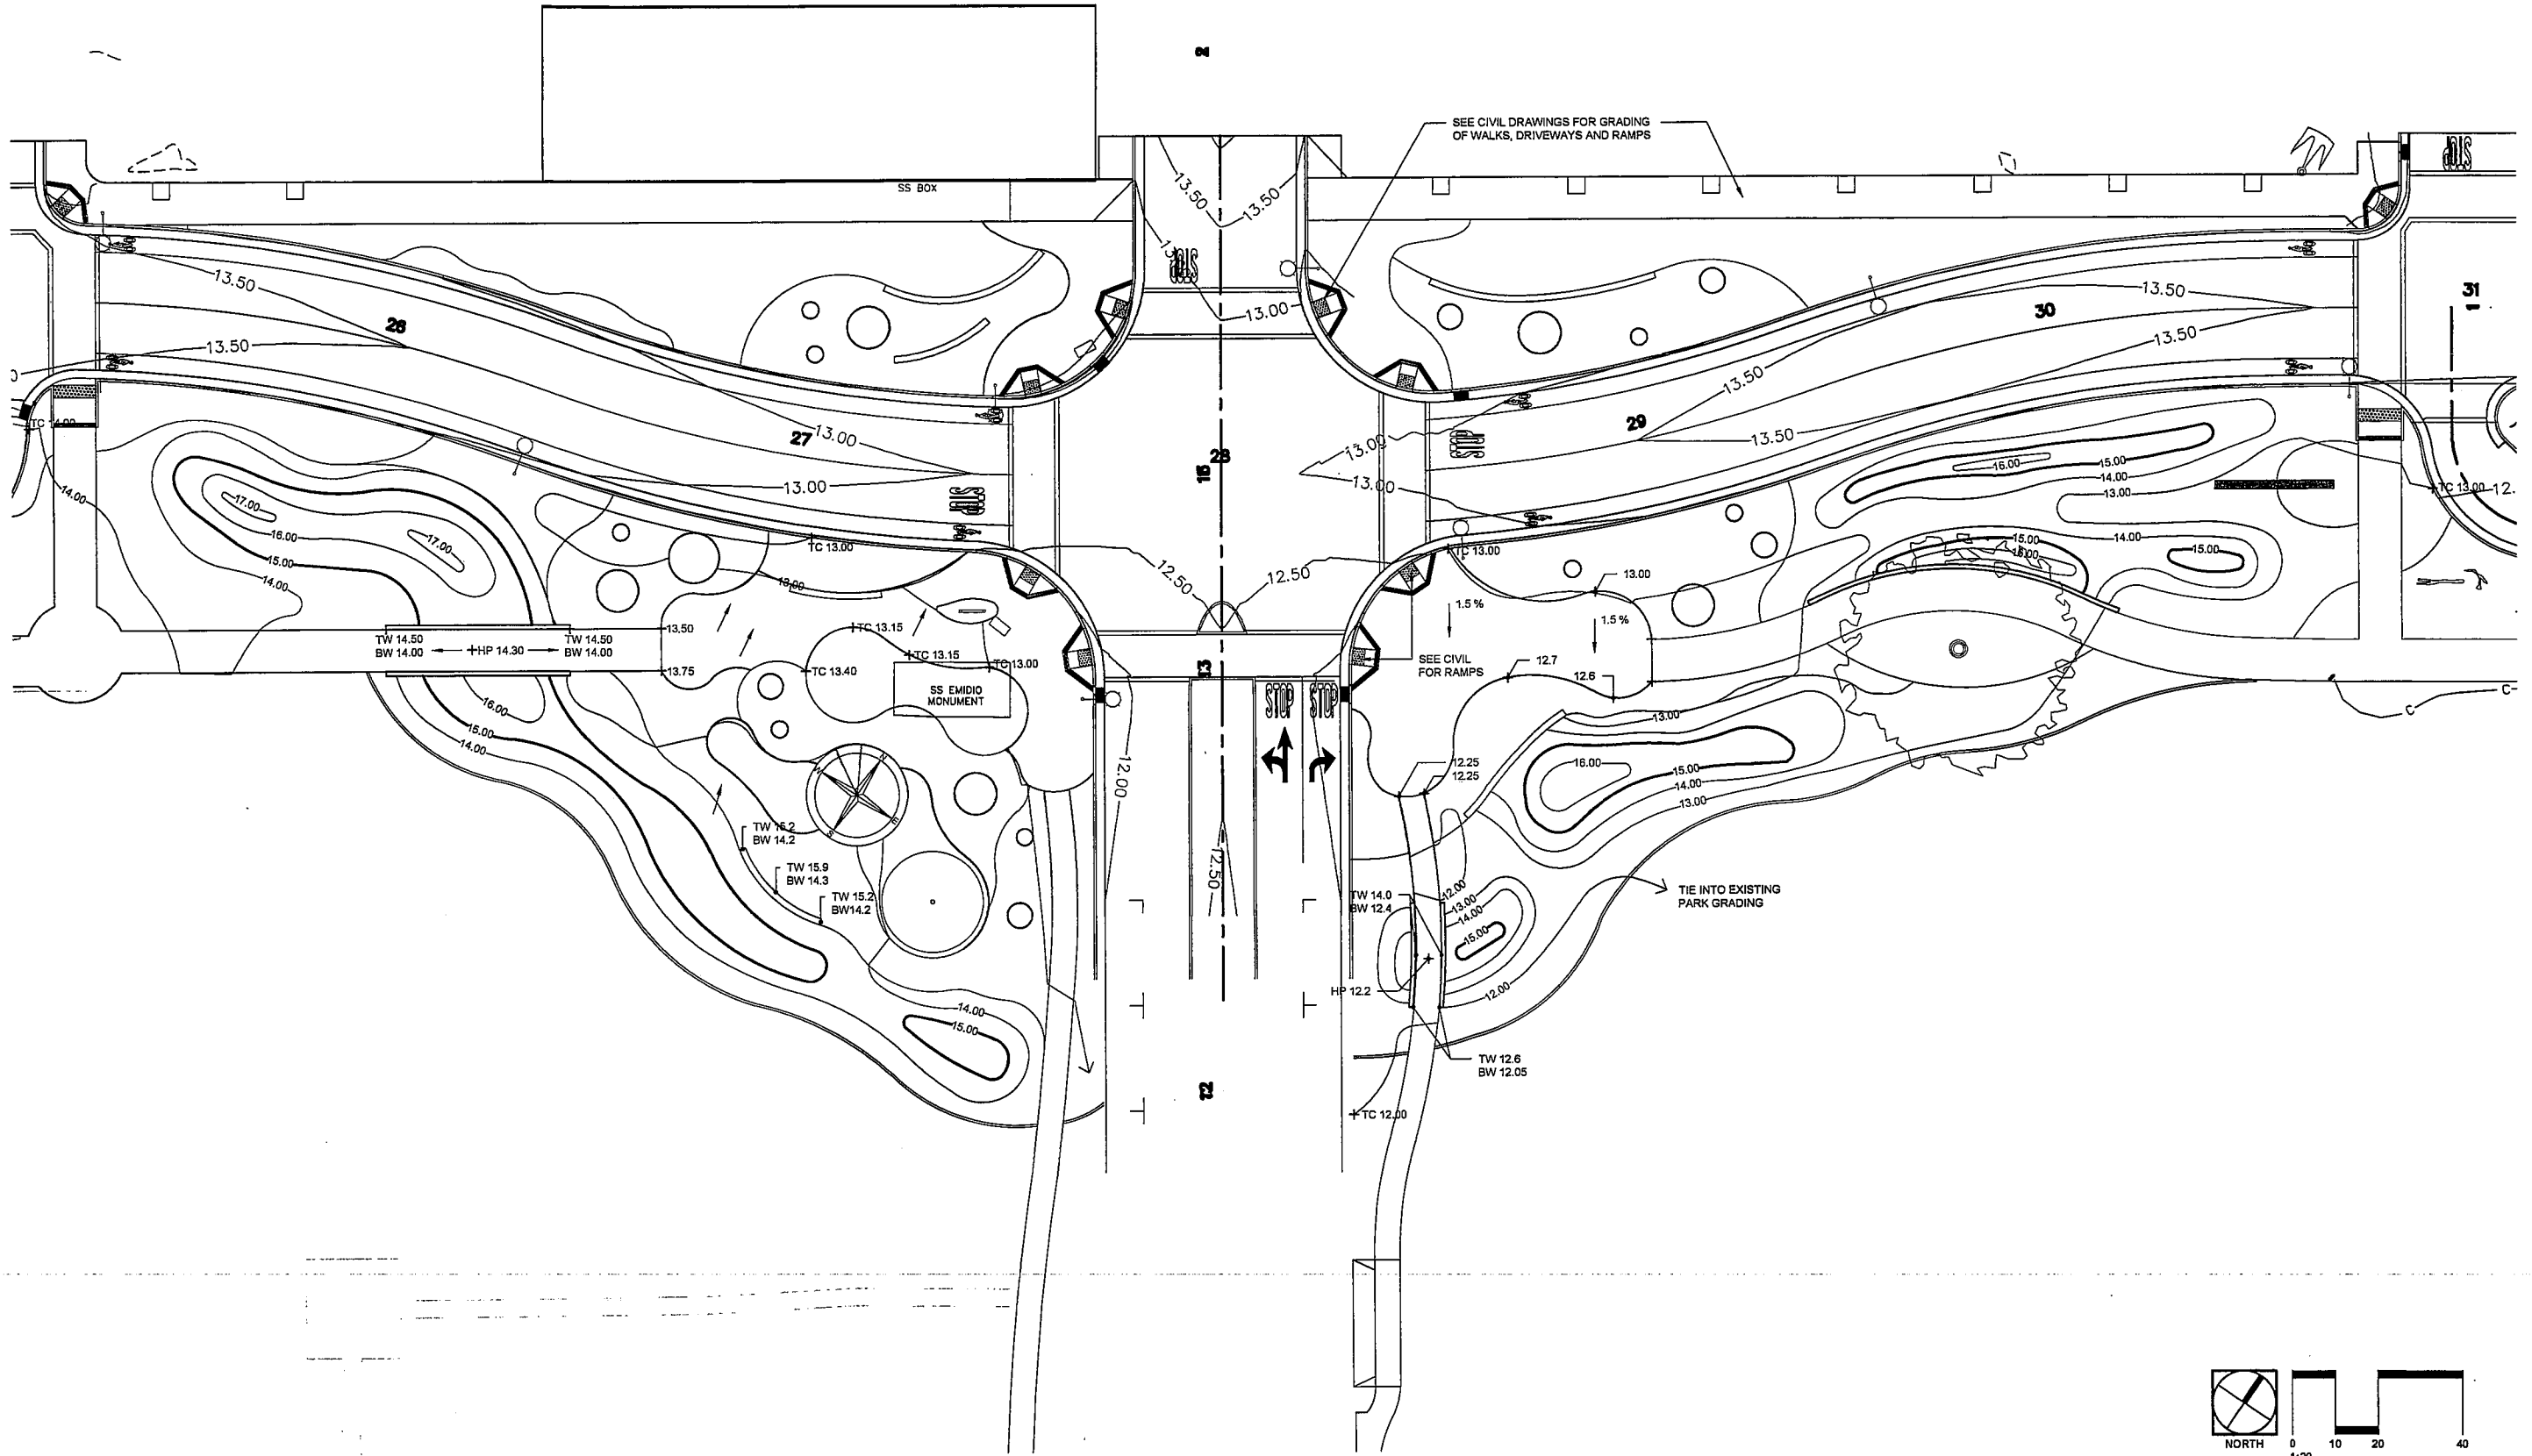 2
SEE CIVIL DRAWINGS FOR GRADING
OF WALKS, DRIVEWAYS AND RAMPS
STOP
SS BOX
13.50
13.50
STOP
13.50
13.00
13.50
31
1
28
30
13.50
13.50
13.50
27
13.00
29
13.50
13.00
STOP
28
15
TC 14.00
14.00
13.00
13.00
STOP
16.00
15.00
14.00
13.00
TC 13.00
12.
17.00
16.00
17.00
15.00
14.00
TC 13.00
13.00
12.50
12.50
TC 13.00
13.00
1.5 %
1.5 %
15.00
16.00
14.00
15.00
TW 14.50
BW 14.00
HP 14.30
TW 14.50
BW 14.00
13.50
13.75
TC 13.15
TC 13.15
TC 13.40
TC 13.00
SS EMIDIO
MONUMENT
13
SEE CIVIL
FOR RAMPS
12.7
12.6
STOP
STOP
16.00
15.00
14.00
13.00
C
C
12.00
12.25
12.25
16.00
15.00
14.00
13.00
N
W
E
S
TW 15.2
BW 14.2
TW 15.9
BW 14.3
TW 15.2
BW14.2
12.50
TW 14.0
BW 12.4
12.00
13.00
14.00
15.00
TIE INTO EXISTING
PARK GRADING
HP 12.2
12.00
14.00
15.00
TW 12.6
BW 12.05
12
TC 12.00
NORTH
0 10 20 40